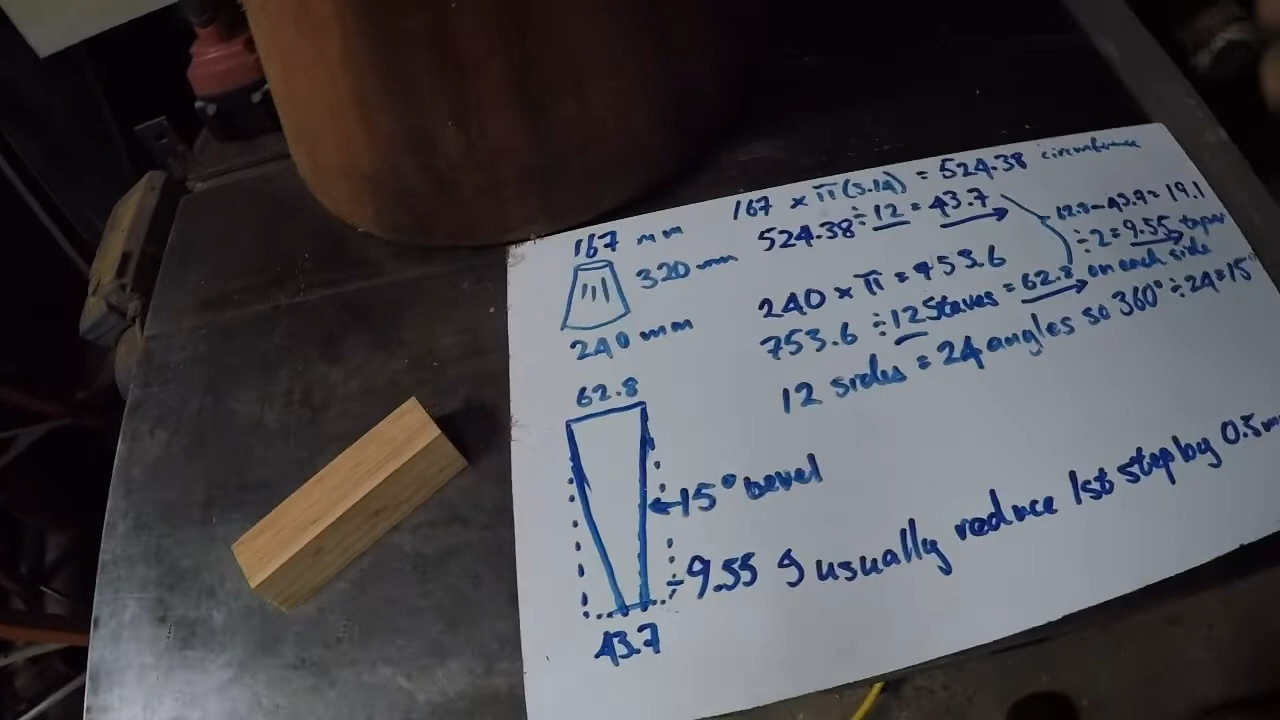 167 mm
320 mm
240 mm
62.8
15° bevel
9.55 I usually reduce 1st step by 0.5m
43.7
167 x π(3.14) = 524.38 circumference
524.38 ÷ 12 = 43.7
240 x π = 753.6
753.6 ÷ 12 Staves = 62.8
62.8 - 43.7 = 19.1
÷ 2 = 9.55 taper
on each side
12 sides = 24 angles so 360° ÷ 24 = 15°